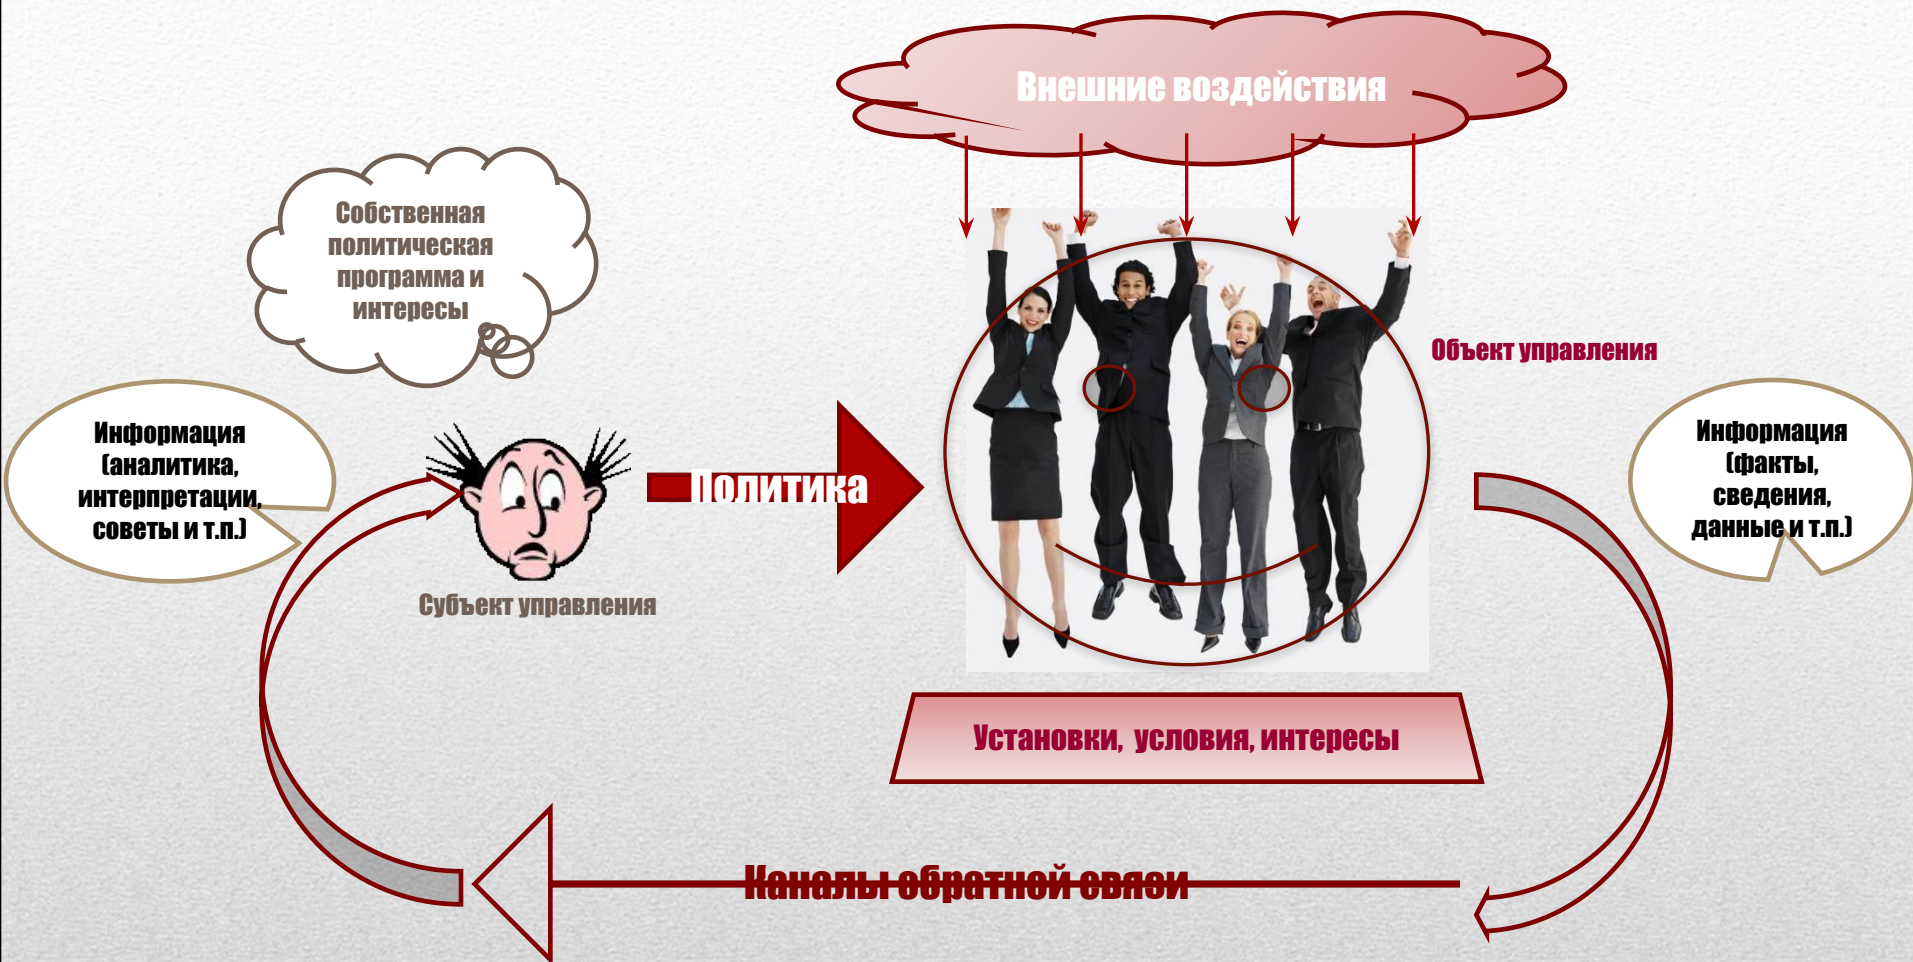 Внешние воздействия
Собственная
политическая
программа и
интересы
Объект управления
Информация
(аналитика,
интерпретации,
советы и т.п.)
Политика
Информация
(факты,
сведения,
данные и т.п.)
Субъект управления
Установки, условия, интересы
Каналы обратной связи